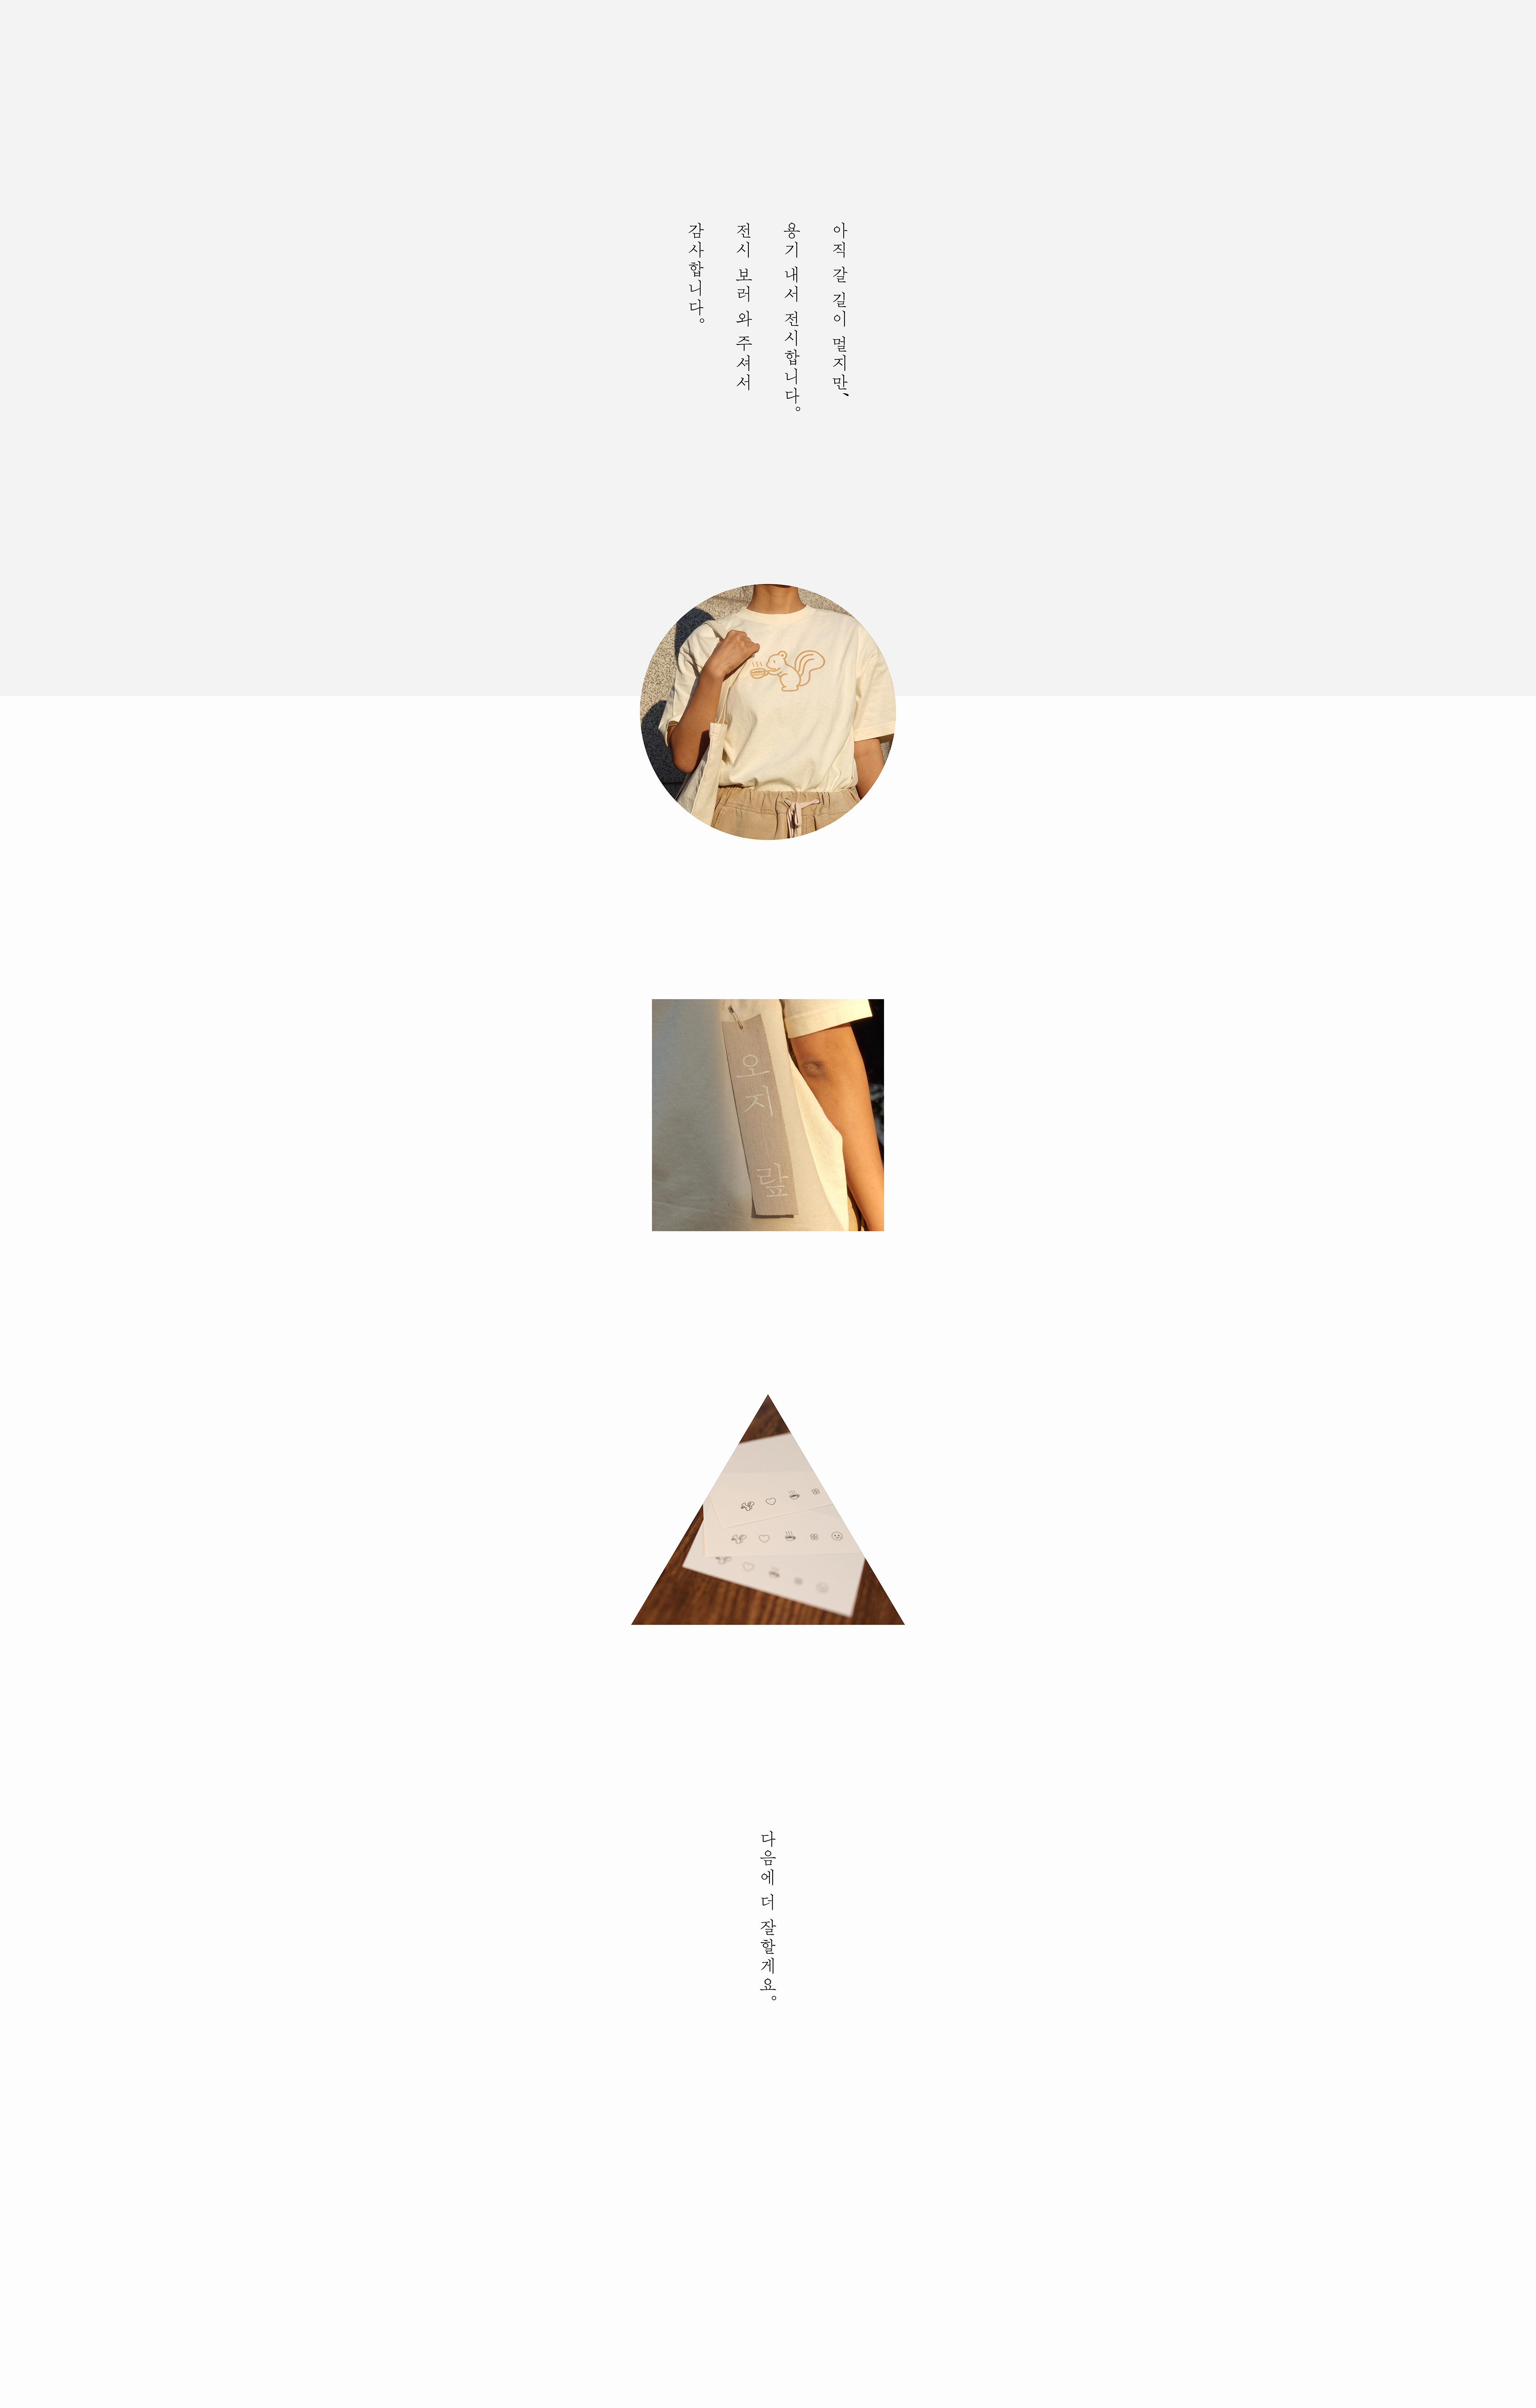 아직 갈 길이 멀지만、
용기 내서 전시합니다。
전시 보러 와 주셔서
감사합니다。
오지
랖
다음에 더 잘할게요。